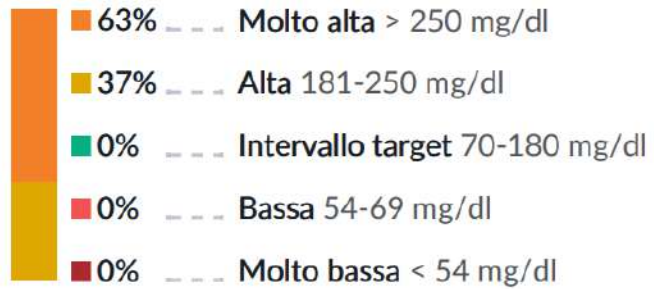 63% Molto alta > 250 mg/dl
37% Alta 181-250 mg/dl
0% Intervallo target 70-180 mg/dl
0% Bassa 54-69 mg/dl
0% Molto bassa < 54 mg/dl